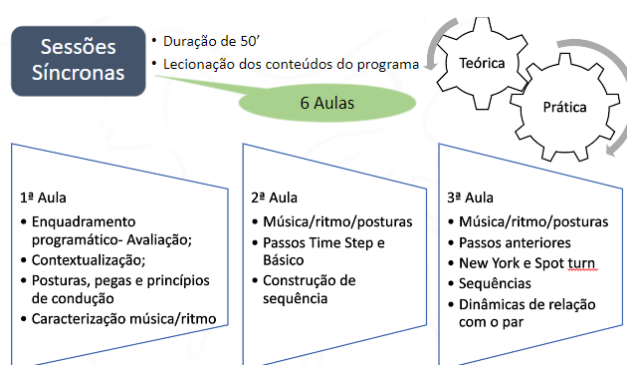 Sessões
Síncronas
• Duração de 50’
• Lecionação dos conteúdos do programa
6 Aulas
Teórica
Prática
1ª Aula
• Enquadramento
programático- Avaliação;
• Contextualização;
• Posturas, pegas e princípios
de condução
• Caracterização música/ritmo
2ª Aula
• Música/ritmo/posturas
• Passos Time Step e
Básico
• Construção de
sequência
3ª Aula
• Música/ritmo/posturas
• Passos anteriores
• New York e Spot turn
• Sequências
• Dinâmicas de relação
com o par